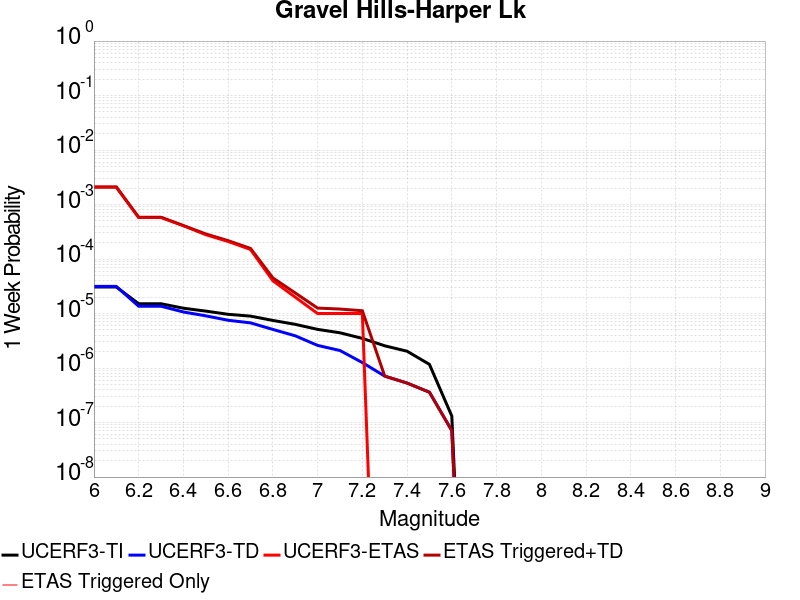 Gravel Hills-Harper Lk
10^0
10^-1
10^-2
10^-3
10^-4
10^-5
10^-6
10^-7
10^-8
1 Week Probability
6 6.2 6.4 6.6 6.8 7 7.2 7.4 7.6 7.8 8 8.2 8.4 8.6 8.8 9
Magnitude
UCERF3-TI UCERF3-TD UCERF3-ETAS ETAS Triggered+TD
ETAS Triggered Only